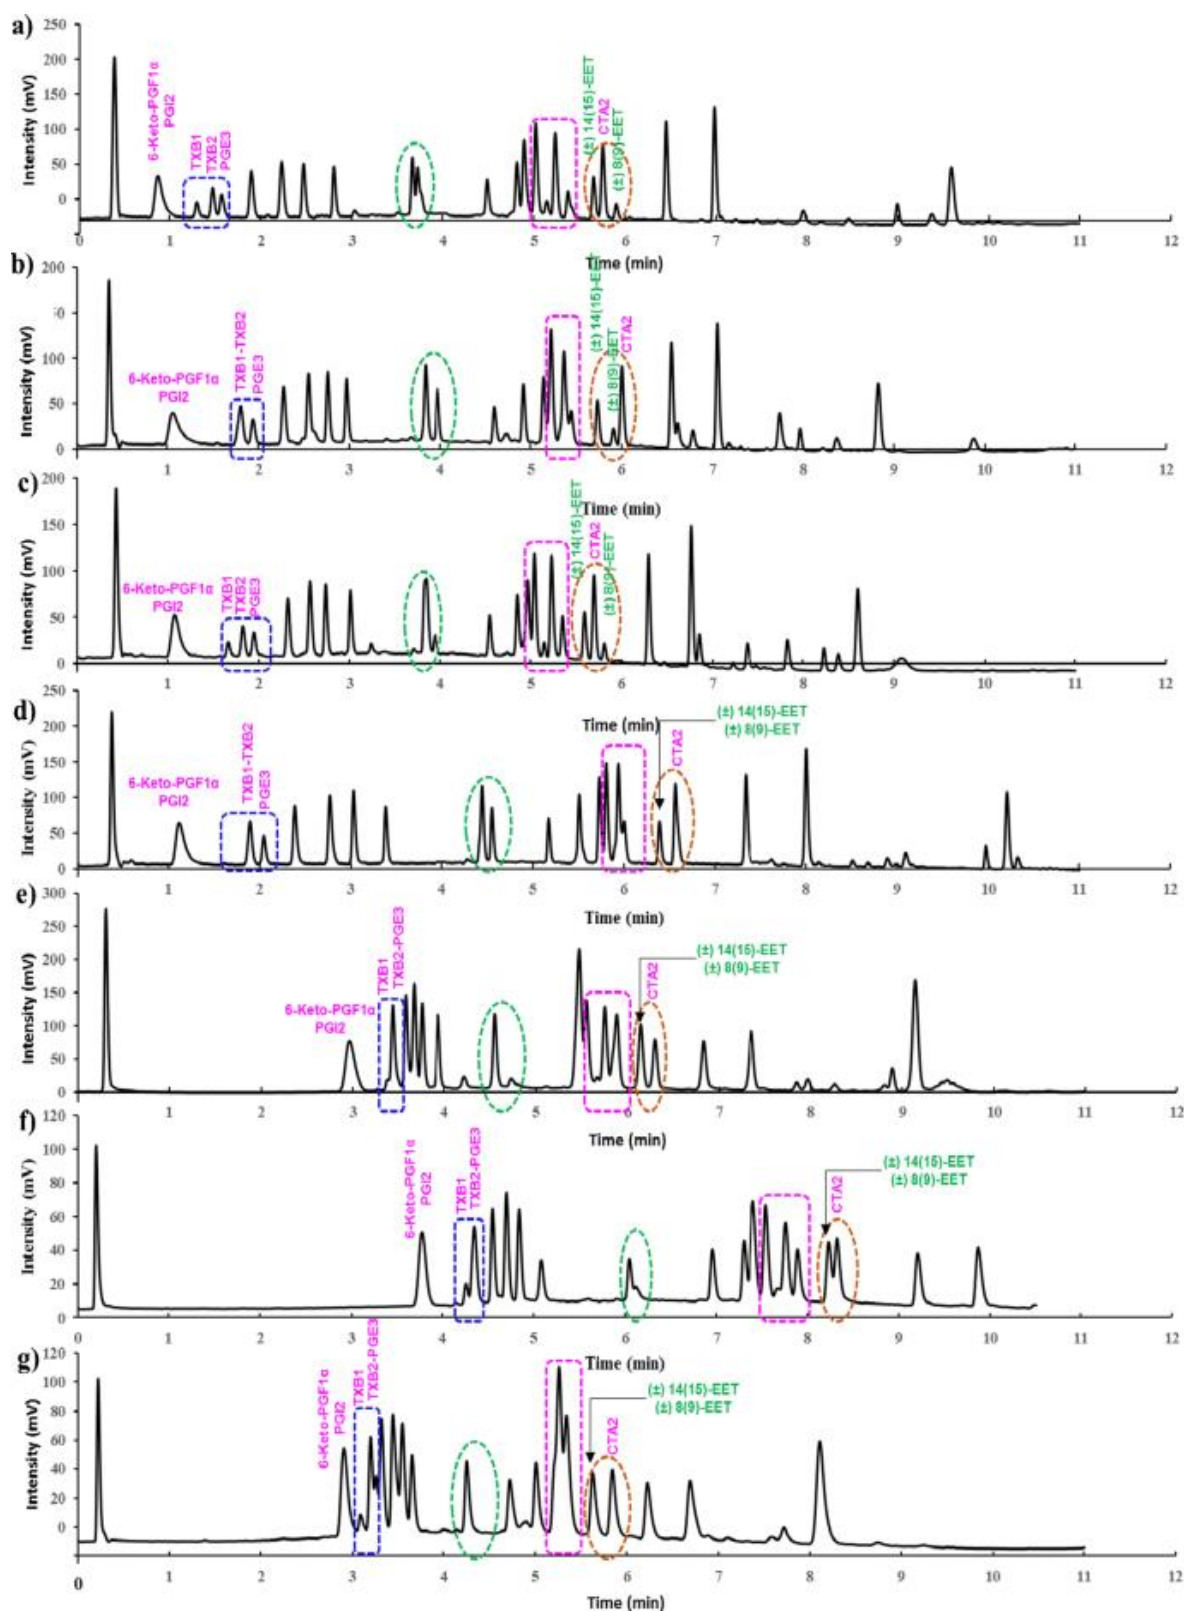 a)
250
200
150
100
50
0
Intensity (mV)
6-Keto-PGF1α
PGI2
TXB1
TXB2
PGE3
(±) 14(15)-EET
CTA2
(±) 8(9)-EET
0 1 2 3 4 5 6 7 8 9 10 11 12
Time (min)
b)
200
50
100
50
0
Intensity (mV)
6-Keto-PGF1α
PGI2
TXB1-TXB2
PGE3
(±) 14(15)-EET
(±) 8(9)-EET
CTA2
1 2 3 4 5 6 7 8 9 10 11 12
Time (min)
c)
200
150
100
50
0
Intensity (mV)
6-Keto-PGF1α
PGI2
TXB1
TXB2
PGE3
(±) 14(15)-EET
CTA2
(±) 8(9)-EET
1 2 3 4 5 6 7 8 9 10 11 12
Time (min)
d)
250
200
150
100
50
0
Intensity (mV)
6-Keto-PGF1α
PGI2
TXB1-TXB2
PGE3
(±) 14(15)-EET
(±) 8(9)-EET
CTA2
1 2 3 4 5 6 7 8 9 10 11 12
Time (min)
e)
300
250
200
150
100
50
0
Intensity (mV)
6-Keto-PGF1α
PGI2
TXB1
TXB2-PGE3
(±) 14(15)-EET
(±) 8(9)-EET
CTA2
1 2 3 4 5 6 7 8 9 10 11 12
Time (min)
f)
120
100
80
60
40
20
0
Intensity (mV)
6-Keto-PGF1α
PGI2
TXB1
TXB2-PGE3
(±) 14(15)-EET
(±) 8(9)-EET
CTA2
0 1 2 3 4 5 6 7 8 9 10 11 12
Time (min)
g)
120
100
80
60
40
20
0
Intensity (mV)
6-Keto-PGF1α
PGI2
TXB1
TXB2-PGE3
(±) 14(15)-EET
(±) 8(9)-EET
CTA2
0 1 2 3 4 5 6 7 8 9 10 11 12
Time (min)